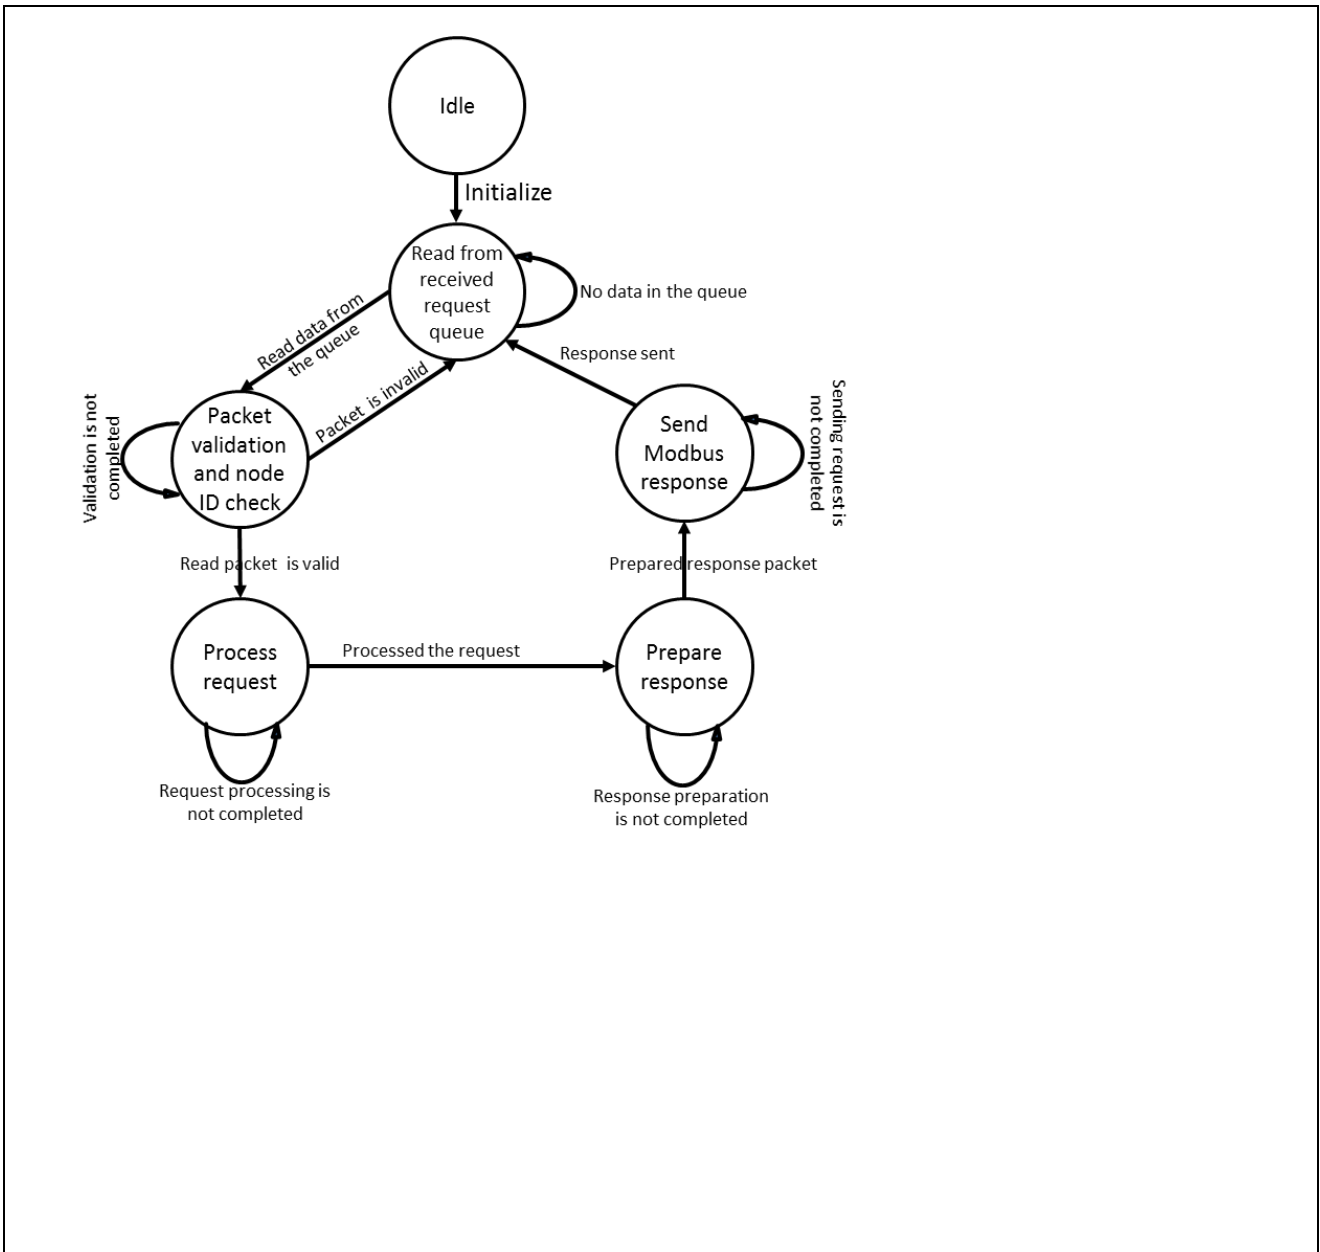 Idle
Initialize
Read from
received
request
queue
No data in the queue
Read data from
the queue
Packet is invalid
Response sent
Validation is not
completed
Packet
validation
and node
ID check
Send
Modbus
response
Sending request is
not completed
Read packet is valid
Prepared response packet
Process
request
Processed the request
Prepare
response
Request processing is
not completed
Response preparation
is not completed